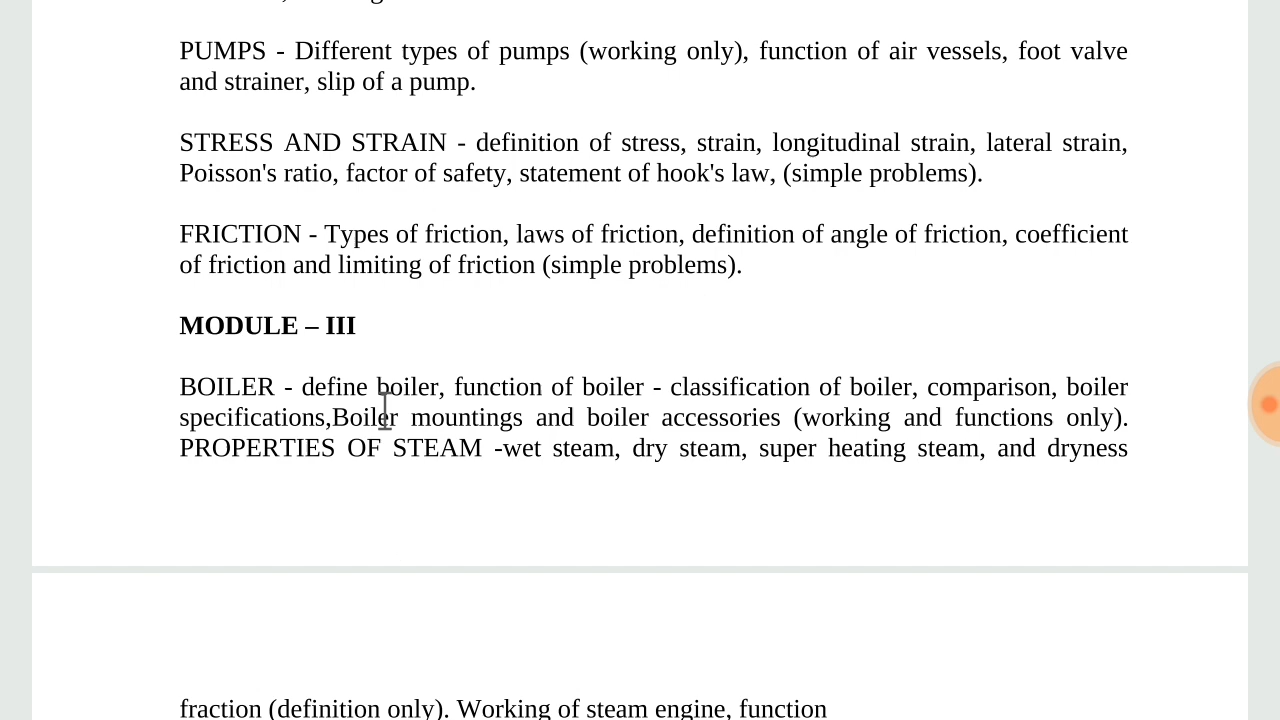 PUMPS - Different types of pumps (working only), function of air vessels, foot valve
and strainer, slip of a pump.
STRESS AND STRAIN - definition of stress, strain, longitudinal strain, lateral strain,
Poisson's ratio, factor of safety, statement of hook's law, (simple problems).
FRICTION - Types of friction, laws of friction, definition of angle of friction, coefficient
of friction and limiting of friction (simple problems).
MODULE – III
BOILER - define boiler, function of boiler - classification of boiler, comparison, boiler
specifications,Boiler mountings and boiler accessories (working and functions only).
PROPERTIES OF STEAM -wet steam, dry steam, super heating steam, and dryness
fraction (definition only). Working of steam engine, function